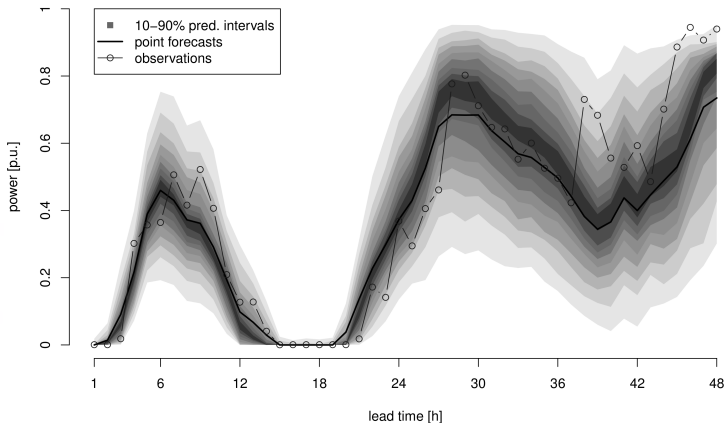 10−90% pred. intervals
point forecasts
observations
power [p.u.]
1
0.8
0.6
0.4
0.2
0
1 6 12 18 24 30 36 42 48
lead time [h]